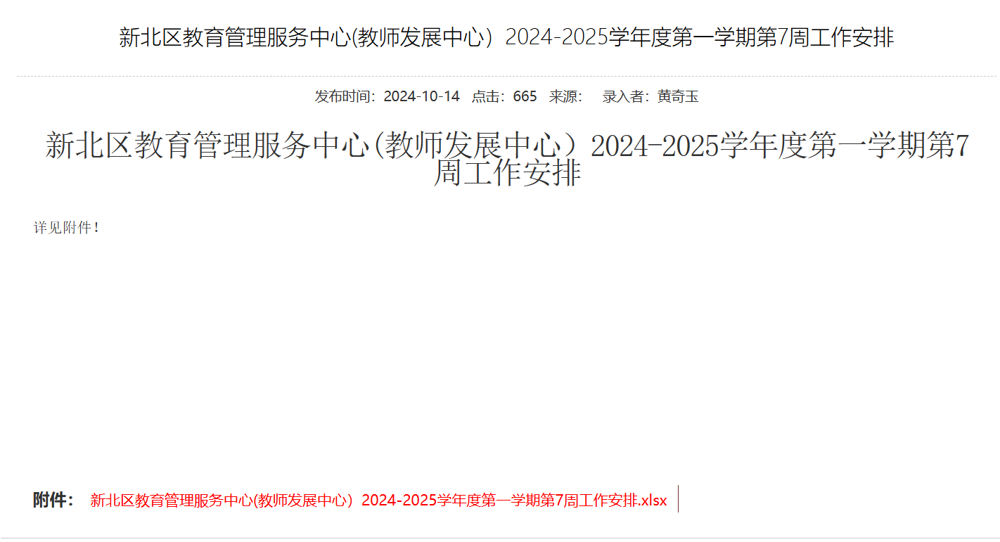 新北区教育管理服务中心(教师发展中心）2024-2025学年度第一学期第7周工作安排
发布时间：2024-10-14 点击：665 来源： 录入者：黄奇玉
新北区教育管理服务中心(教师发展中心）2024-2025学年度第一学期第7
周工作安排
详见附件！
附件： 新北区教育管理服务中心(教师发展中心）2024-2025学年度第一学期第7周工作安排.xlsx